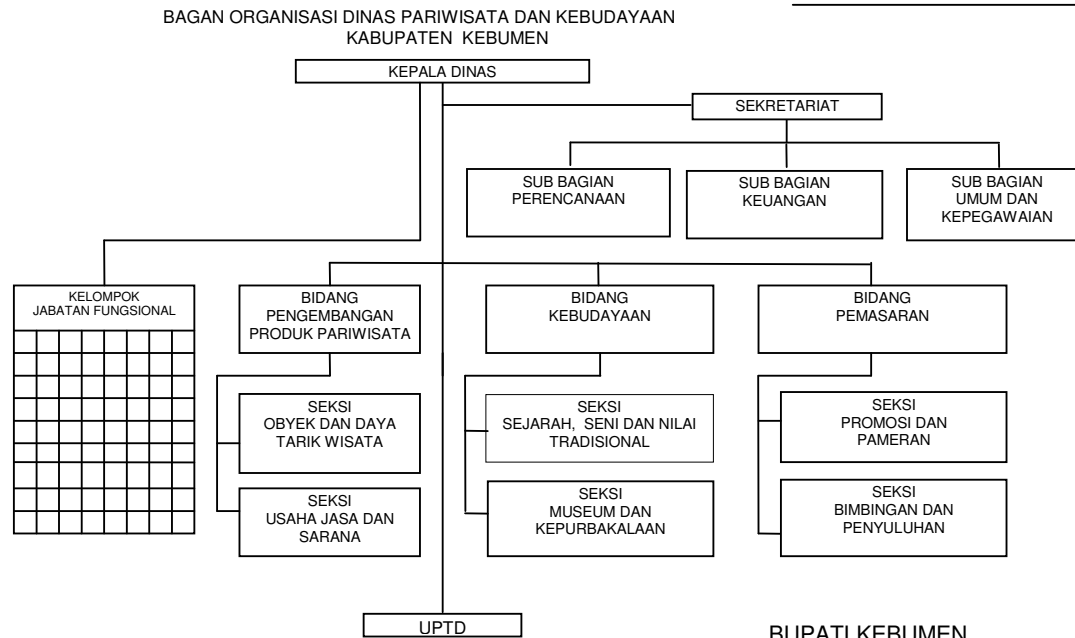 BAGAN ORGANISASI DINAS PARIWISATA DAN KEBUDAYAAN
KABUPATEN KEBUMEN
KEPALA DINAS
SEKRETARIAT
SUB BAGIAN
PERENCANAAN
SUB BAGIAN
KEUANGAN
SUB BAGIAN
UMUM DAN
KEPEGAWAIAN
KELOMPOK
JABATAN FUNGSIONAL
BIDANG
PENGEMBANGAN
PRODUK PARIWISATA
BIDANG
KEBUDAYAAN
BIDANG
PEMASARAN
SEKSI
OBYEK DAN DAYA
TARIK WISATA
SEKSI
SEJARAH, SENI DAN NILAI
TRADISIONAL
SEKSI
PROMOSI DAN
PAMERAN
SEKSI
USAHA JASA DAN
SARANA
SEKSI
MUSEUM DAN
KEPURBAKALAAN
SEKSI
BIMBINGAN DAN
PENYULUHAN
UPTD
BUPATI KEBUMEN